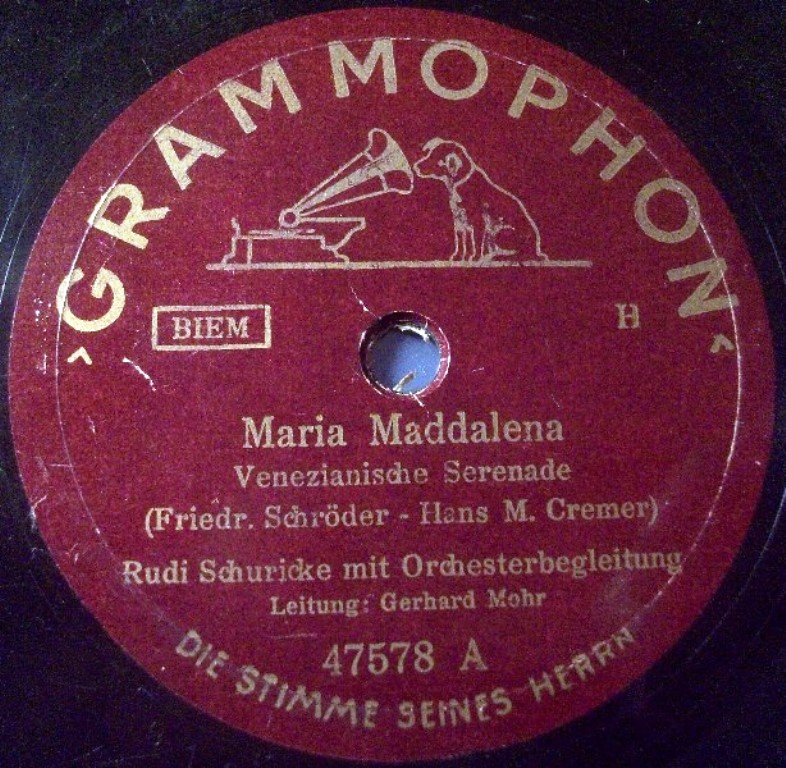 ›GRAMMOPHON‹
BIEM
H
Maria Maddalena
Venezianische Serenade
(Friedr. Schröder - Hans M. Cremer)
Rudi Schuricke mit Orchesterbegleitung
Leitung: Gerhard Mohr
47578 A
DIE STIMME SEINES HERRN